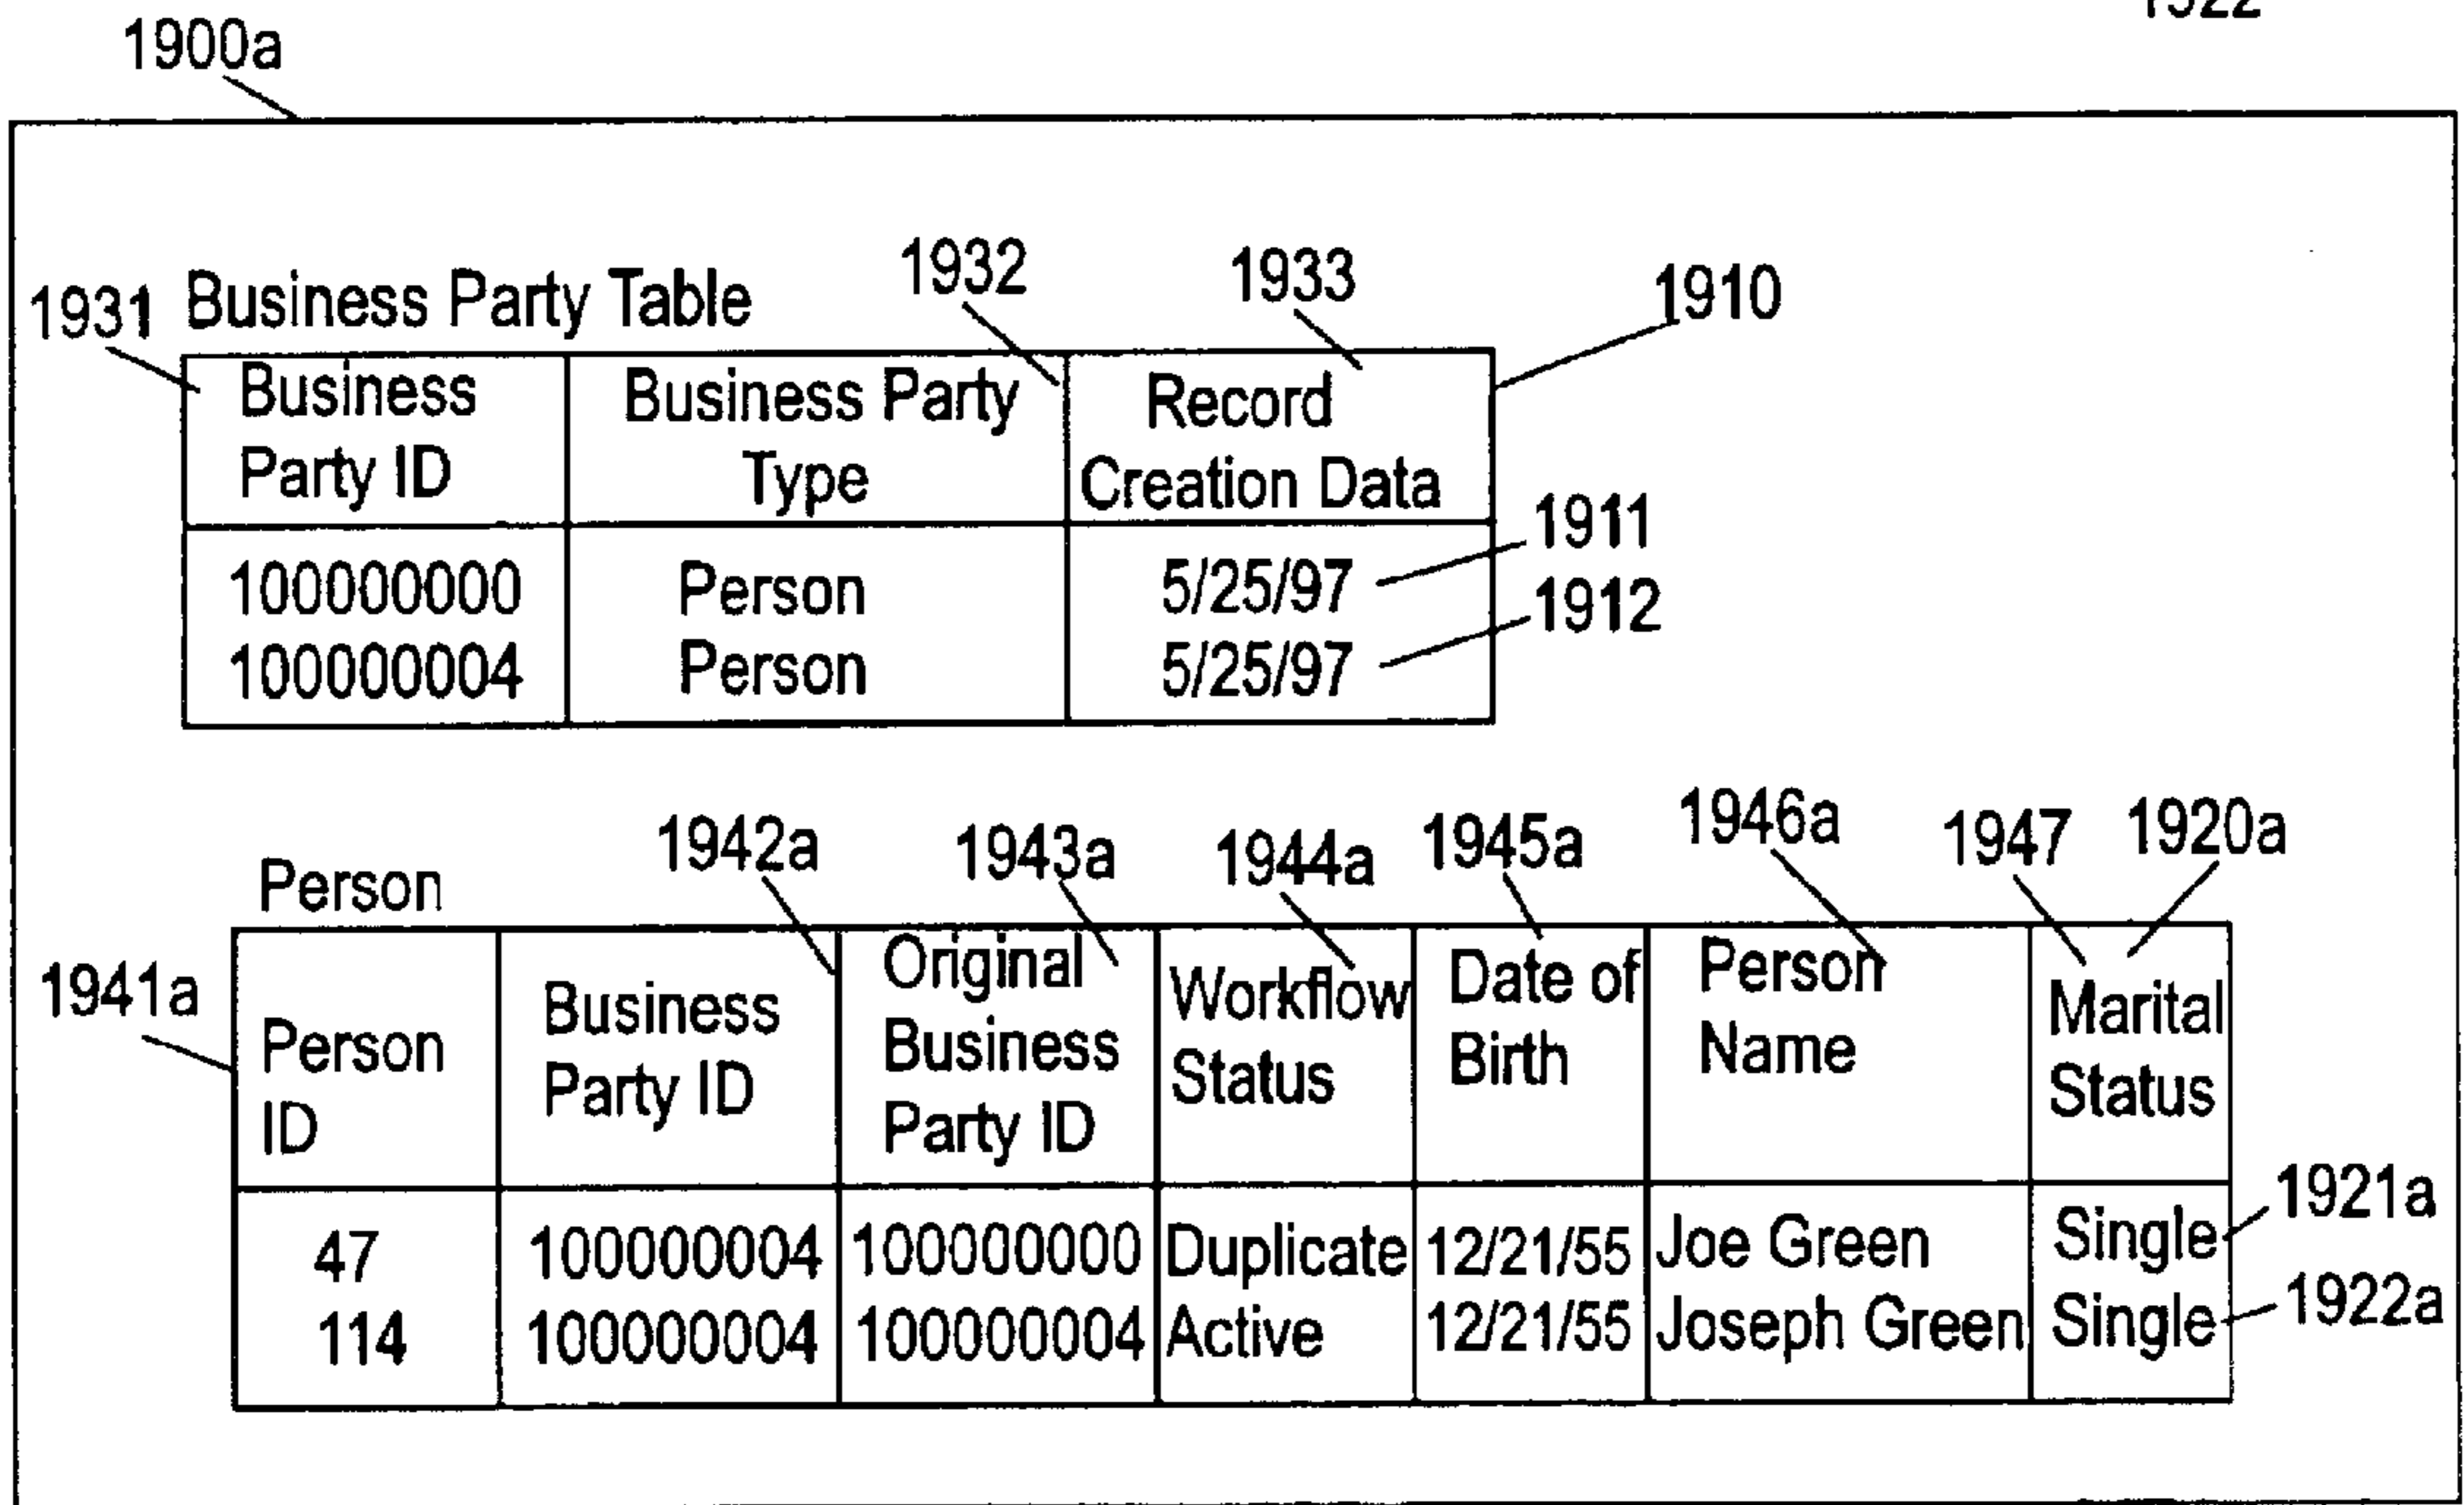 1900a
1931 Business Party Table 1932 1933 1910
Business Party ID Business Party Type Record Creation Data
100000000 Person 5/25/97 1911
100000004 Person 5/25/97 1912
Person 1942a 1943a 1944a 1945a 1946a 1947 1920a
1941a Person ID Business Party ID Original Business Party ID Workflow Status Date of Birth Person Name Marital Status
47 100000004 100000000 Duplicate 12/21/55 Joe Green Single 1921a
114 100000004 100000004 Active 12/21/55 Joseph Green Single 1922a